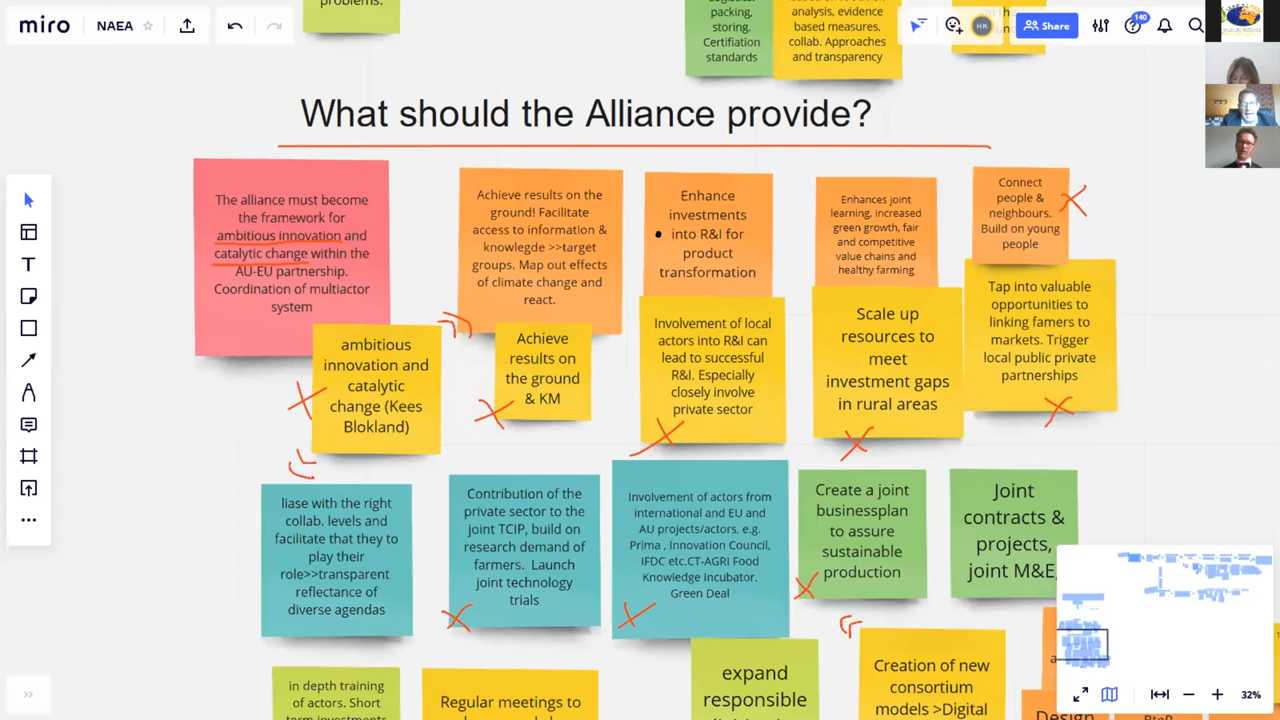 problems.
packing,
storing.
Certifiation
standards
analysis, evidence
based measures,
collab. Approaches
and transparency
miro
NAEA
HK
Share
140
What should the Alliance provide?
The alliance must become
the framework for
ambitious innovation and
catalytic change within the
AU-EU partnership.
Coordination of multiactor
system
Achieve results on the
ground! Facilitate
access to information &
knowlegde >>target
groups. Map out effects
of climate change and
react.
Enhance
investments
into R&I for
product
transformation
Enhances joint
learning, increased
green growth, fair
and competitive
value chains and
healthy farming
Connect
people &
neighbours.
Build on young
people
ambitious
innovation and
catalytic
change (Kees
Blokland)
Achieve
results on
the ground
& KM
Involvement of local
actors into R&I can
lead to successful
R&I. Especially
closely involve
private sector
Scale up
resources to
meet
investment gaps
in rural areas
Tap into valuable
opportunities to
linking famers to
markets. Trigger
local public private
partnerships
liase with the right
collab. levels and
facilitate that they to
play their
role>>transparent
reflectance of
diverse agendas
Contribution of the
private sector to the
joint TCIP, build on
research demand of
farmers. Launch
joint technology
trials
Involvement of actors from
international and EU and
AU projects/actors. e.g.
Prima , Innovation Council,
IFDC etc.CT-AGRI Food
Knowledge Incubator.
Green Deal
Create a joint
businessplan
to assure
sustainable
production
Joint
contracts &
projects,
joint M&E,
in depth training
of actors. Short
Regular meetings to
expand
responsible
Creation of new
consortium
models >Digital
Design
32%